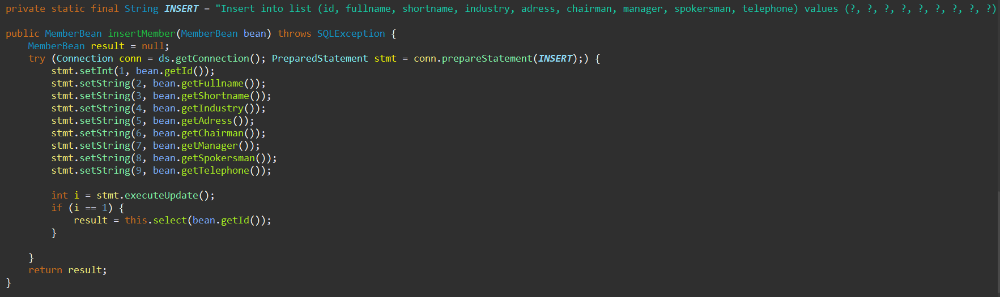 private static final String INSERT = "Insert into list (id, fullname, shortname, industry, adress, chairman, manager, spokersman, telephone) values (?, ?, ?, ?, ?, ?, ?, ?, ?)
public MemberBean insertMember(MemberBean bean) throws SQLException {
    MemberBean result = null;
    try (Connection conn = ds.getConnection(); PreparedStatement stmt = conn.prepareStatement(INSERT);) {
        stmt.setInt(1, bean.getId());
        stmt.setString(2, bean.getFullname());
        stmt.setString(3, bean.getShortname());
        stmt.setString(4, bean.getIndustry());
        stmt.setString(5, bean.getAdress());
        stmt.setString(6, bean.getChairman());
        stmt.setString(7, bean.getManager());
        stmt.setString(8, bean.getSpokersman());
        stmt.setString(9, bean.getTelephone());
        int i = stmt.executeUpdate();
        if (i == 1) {
            result = this.select(bean.getId());
        }
    }
    return result;
}